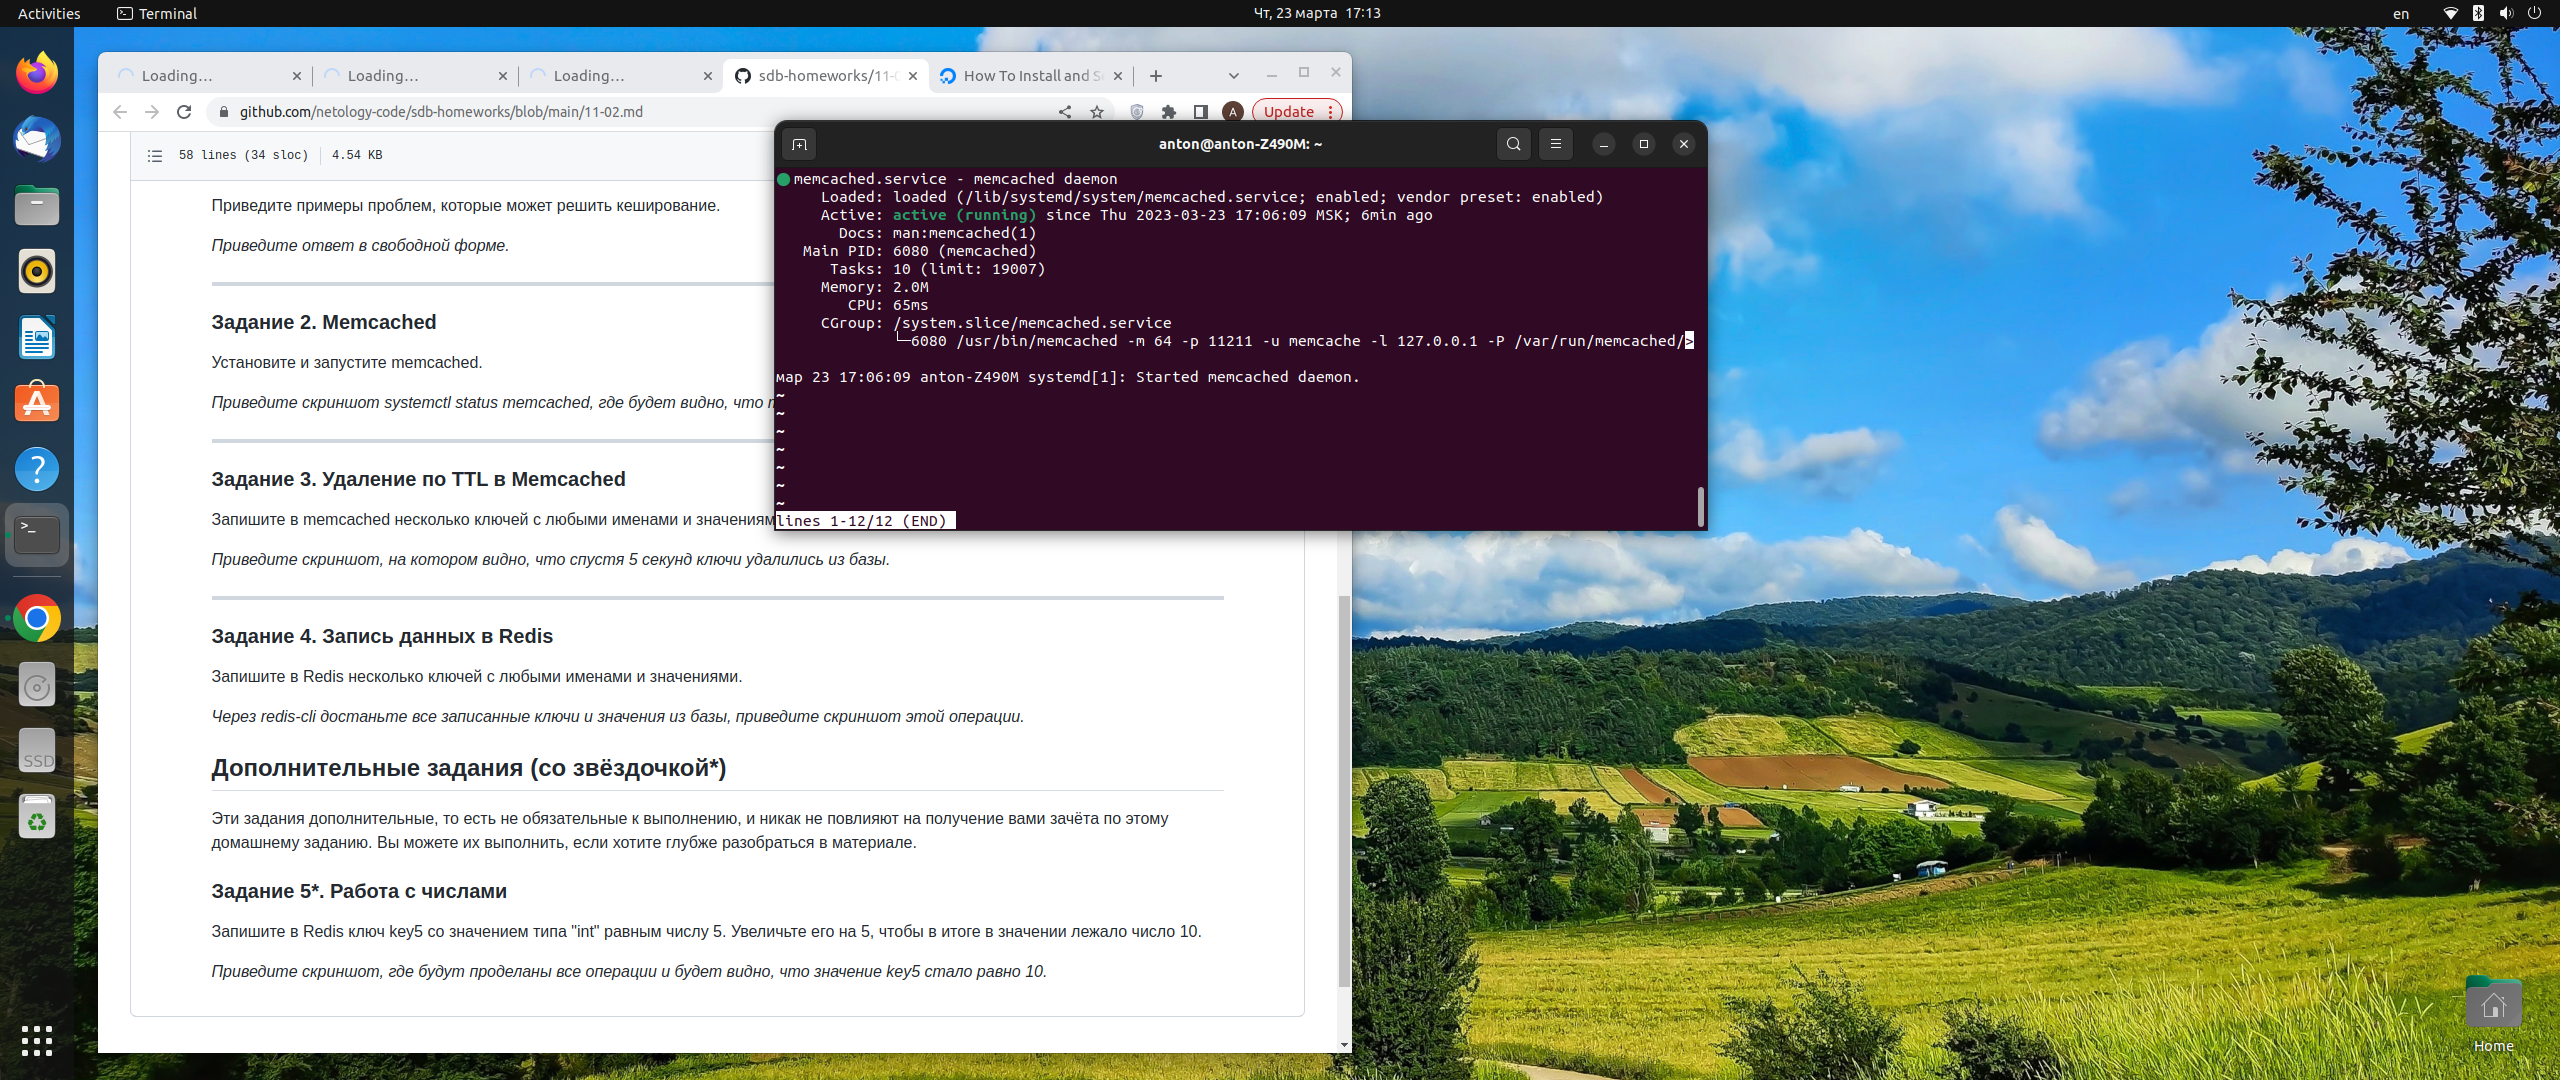 Activities
Terminal
Чт, 23 марта 17:13
en
Loading…
Loading…
Loading…
sdb-homeworks/11-0
How To Install and S
github.com/netology-code/sdb-homeworks/blob/main/11-02.md
A
Update
58 lines (34 sloc)
4.54 KB
Приведите примеры проблем, которые может решить кеширование.
Приведите ответ в свободной форме.
Задание 2. Memcached
Установите и запустите memcached.
Приведите скриншот systemctl status memcached, где будет видно, что
Задание 3. Удаление по TTL в Memcached
Запишите в memcached несколько ключей с любыми именами и значениям
Приведите скриншот, на котором видно, что спустя 5 секунд ключи удалились из базы.
Задание 4. Запись данных в Redis
Запишите в Redis несколько ключей с любыми именами и значениями.
Через redis-cli достаньте все записанные ключи и значения из базы, приведите скриншот этой операции.
Дополнительные задания (со звёздочкой*)
Эти задания дополнительные, то есть не обязательные к выполнению, и никак не повлияют на получение вами зачёта по этому
домашнему заданию. Вы можете их выполнить, если хотите глубже разобраться в материале.
Задание 5*. Работа с числами
Запишите в Redis ключ key5 со значением типа "int" равным числу 5. Увеличьте его на 5, чтобы в итоге в значении лежало число 10.
Приведите скриншот, где будут проделаны все операции и будет видно, что значение key5 стало равно 10.
anton@anton-Z490M: ~
memcached.service - memcached daemon
Loaded: loaded (/lib/systemd/system/memcached.service; enabled; vendor preset: enabled)
Active: active (running) since Thu 2023-03-23 17:06:09 MSK; 6min ago
Docs: man:memcached(1)
Main PID: 6080 (memcached)
Tasks: 10 (limit: 19007)
Memory: 2.0M
CPU: 65ms
CGroup: /system.slice/memcached.service
└─6080 /usr/bin/memcached -m 64 -p 11211 -u memcache -l 127.0.0.1 -P /var/run/memcached/>
мар 23 17:06:09 anton-Z490M systemd[1]: Started memcached daemon.
~
~
~
~
~
~
~
lines 1-12/12 (END)
SSD
Home